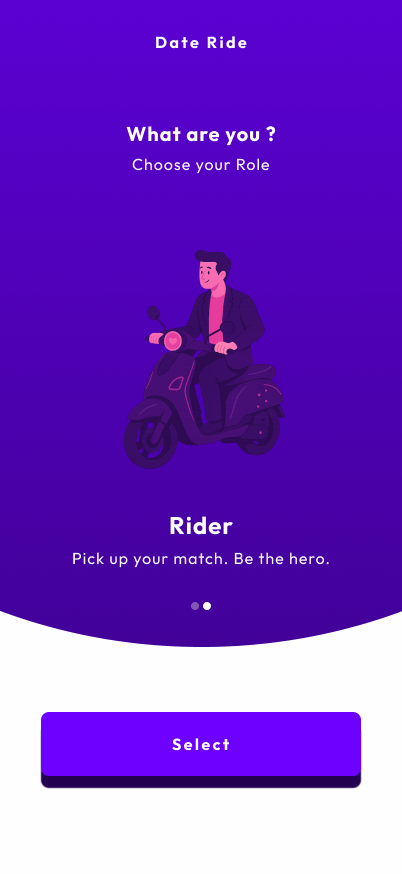 Date Ride
What are you ?
Choose your Role
Rider
Pick up your match. Be the hero.
Select